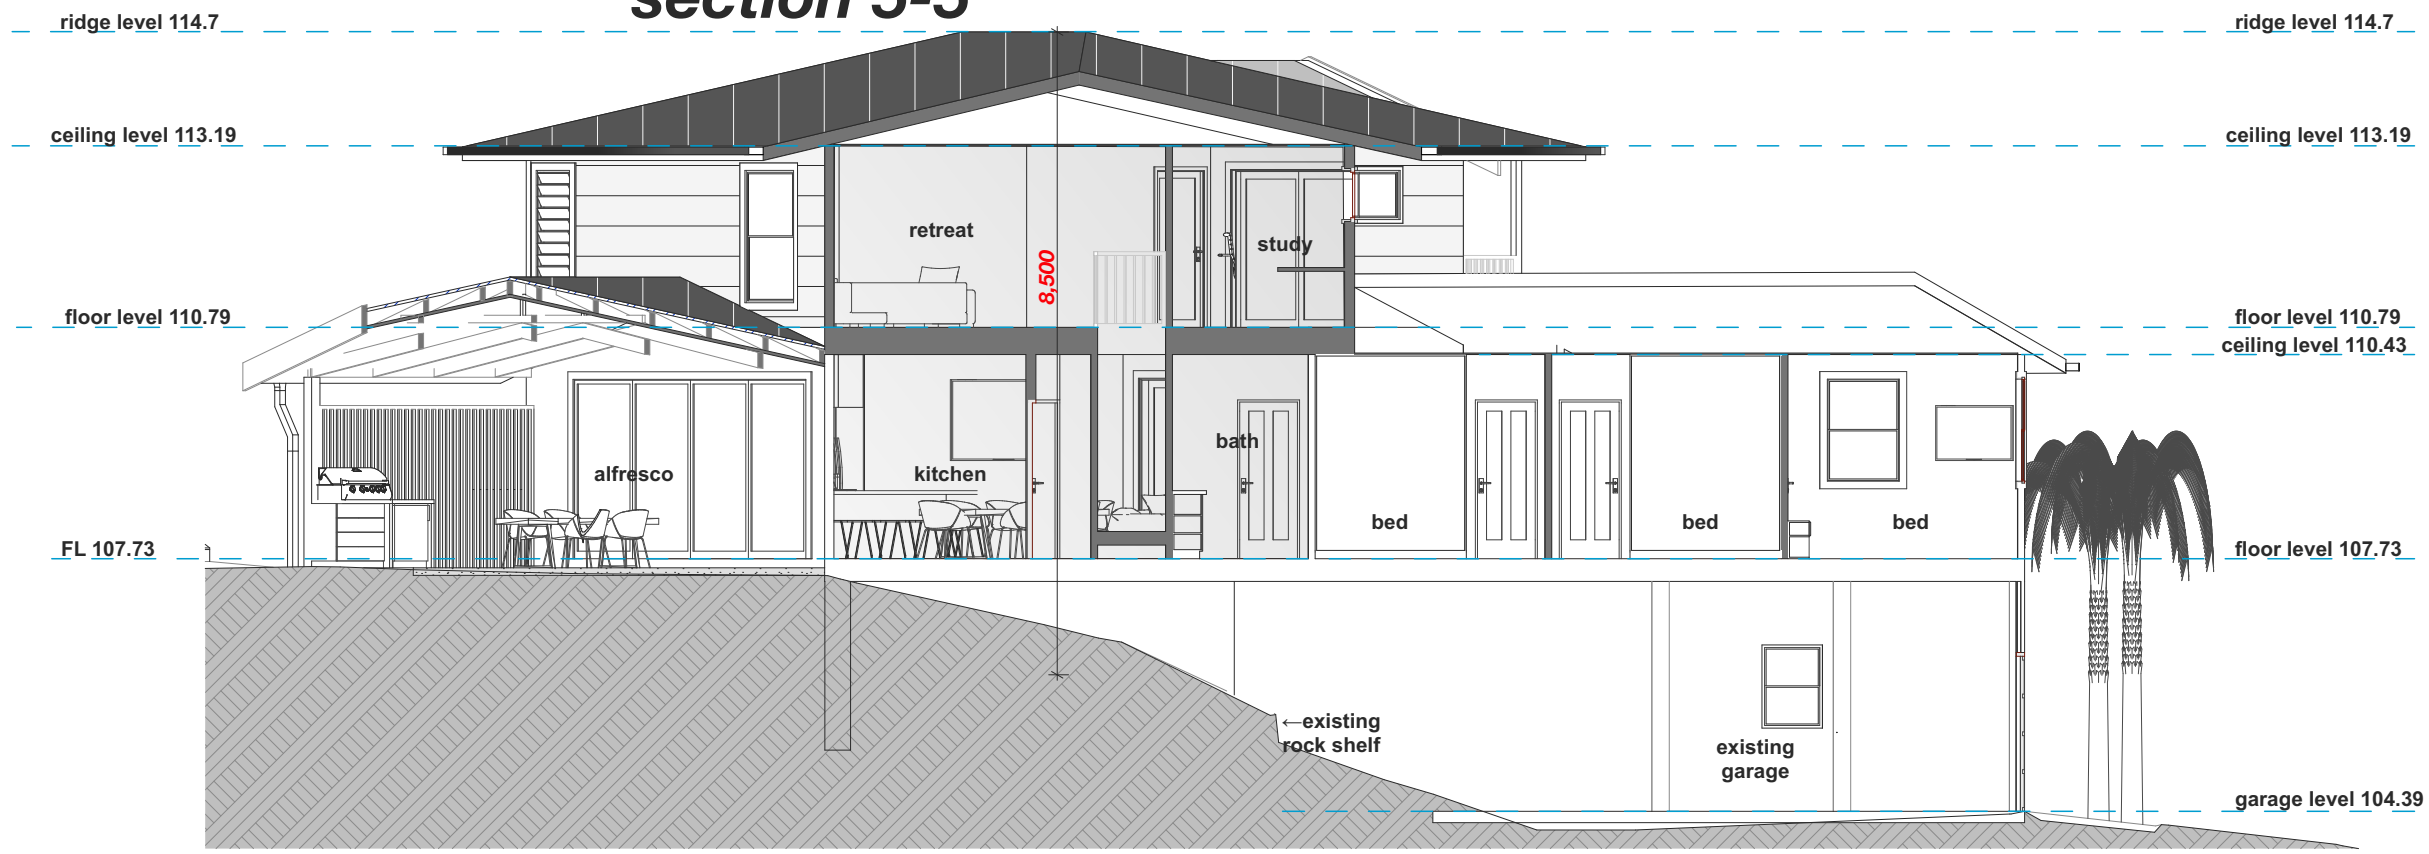 section
ridge level 114.7
ridge level 114.7
ceiling level 113.19
ceiling level 113.19
retreat
study
8,500
floor level 110.79
floor level 110.79
ceiling level 110.43
bath
alfresco
kitchen
bed
bed
bed
FL 107.73
floor level 107.73
←existing
rock shelf
existing
garage
garage level 104.39